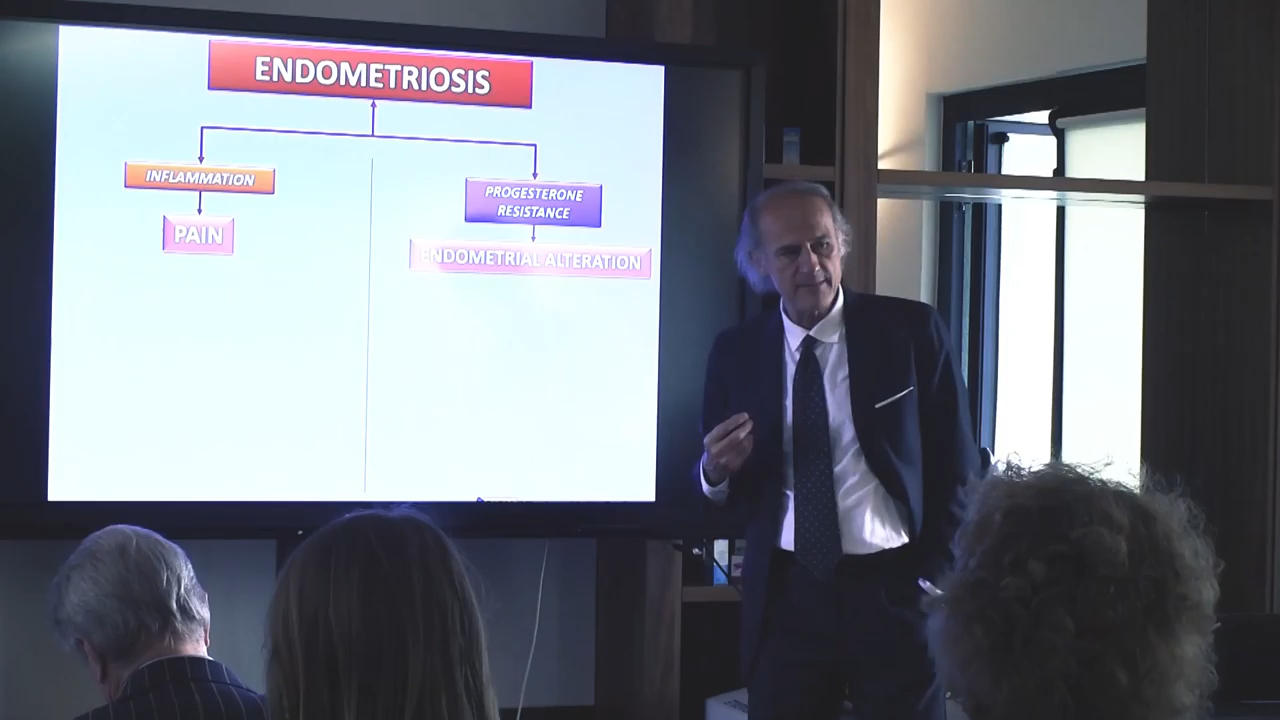 ENDOMETRIOSIS
INFLAMMATION
PAIN
PROGESTERONE
RESISTANCE
ENDOMETRIAL ALTERATION